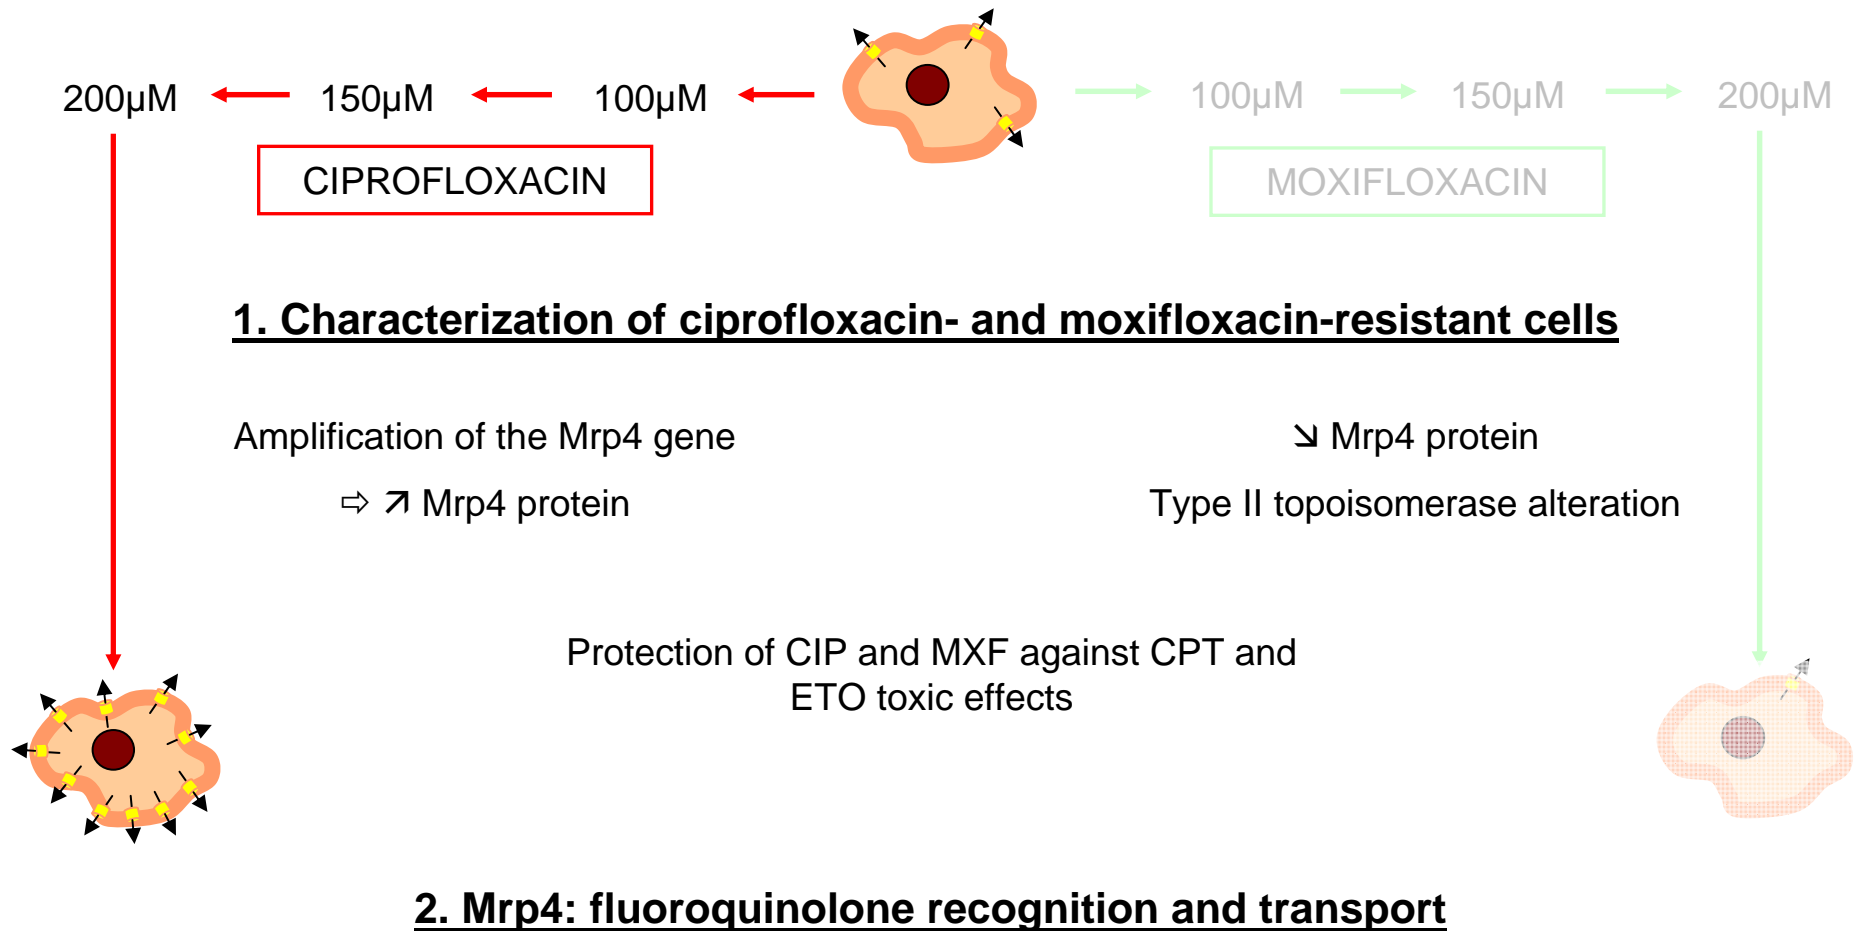 200µM 150µM 100µM 100µM 150µM 200µM
CIPROFLOXACIN MOXIFLOXACIN
1. Characterization of ciprofloxacin- and moxifloxacin-resistant cells
Amplification of the Mrp4 gene
⇨ ↗ Mrp4 protein
↘ Mrp4 protein
Type II topoisomerase alteration
Protection of CIP and MXF against CPT and
ETO toxic effects
2. Mrp4: fluoroquinolone recognition and transport